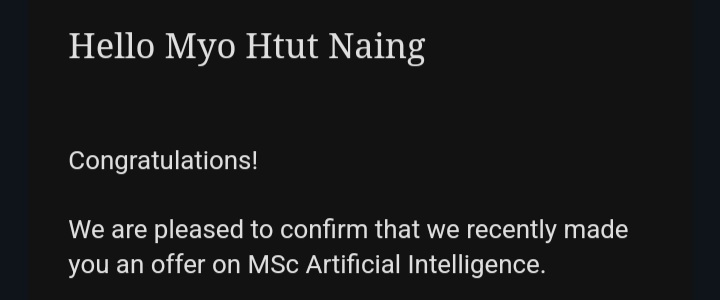 Hello Myo Htut Naing
Congratulations!
We are pleased to confirm that we recently made
you an offer on MSc Artificial Intelligence.